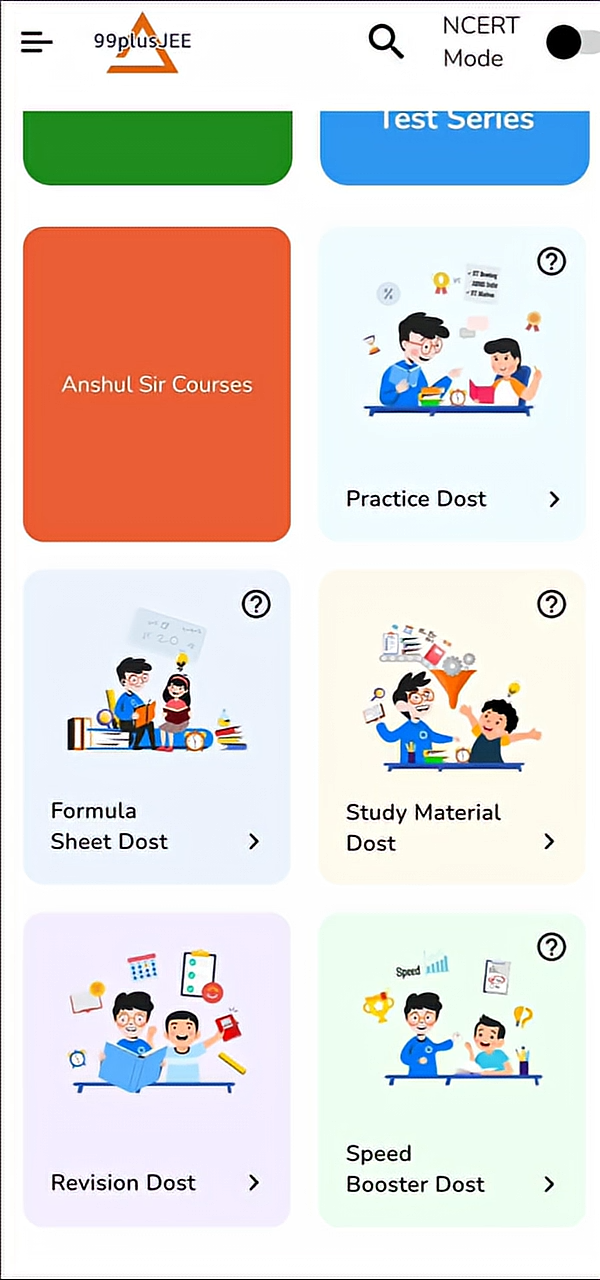 99plusJEE
NCERT
Mode
Test Series
Anshul Sir Courses
Practice Dost
Formula
Sheet Dost
Study Material
Dost
Speed
Revision Dost
Speed
Booster Dost